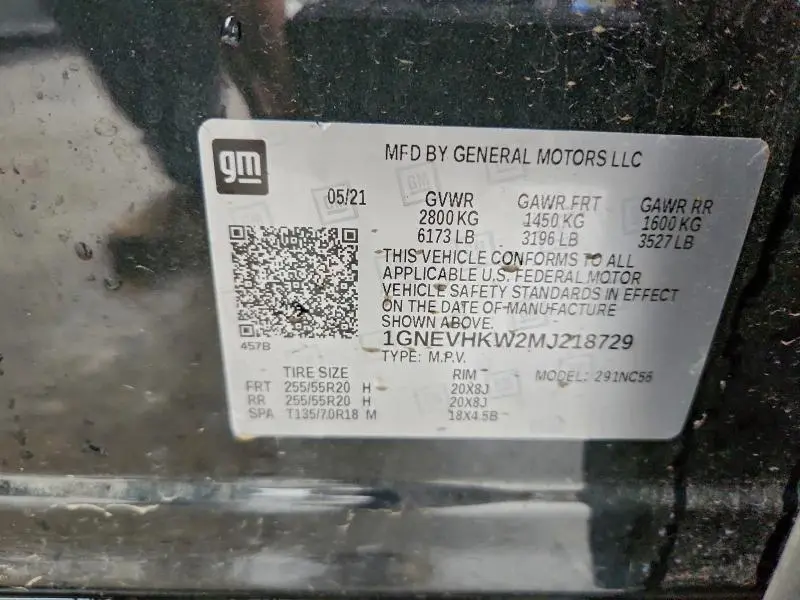 gm
MFD BY GENERAL MOTORS LLC
05/21 GVWR GAWR FRT GAWR RR
2800 KG 1450 KG 1600 KG
6173 LB 3196 LB 3527 LB
THIS VEHICLE CONFORMS TO ALL
APPLICABLE U.S. FEDERAL MOTOR
VEHICLE SAFETY STANDARDS IN EFFECT
ON THE DATE OF MANUFACTURE
SHOWN ABOVE.
457B
1GNEVHKW2MJ218729
TYPE: M.P.V.
TIRE SIZE RIM MODEL: 291NC56
FRT 255/55R20 H 20X8J
RR 255/55R20 H 20X8J
SPA T135/70R18 M 18X4.5B